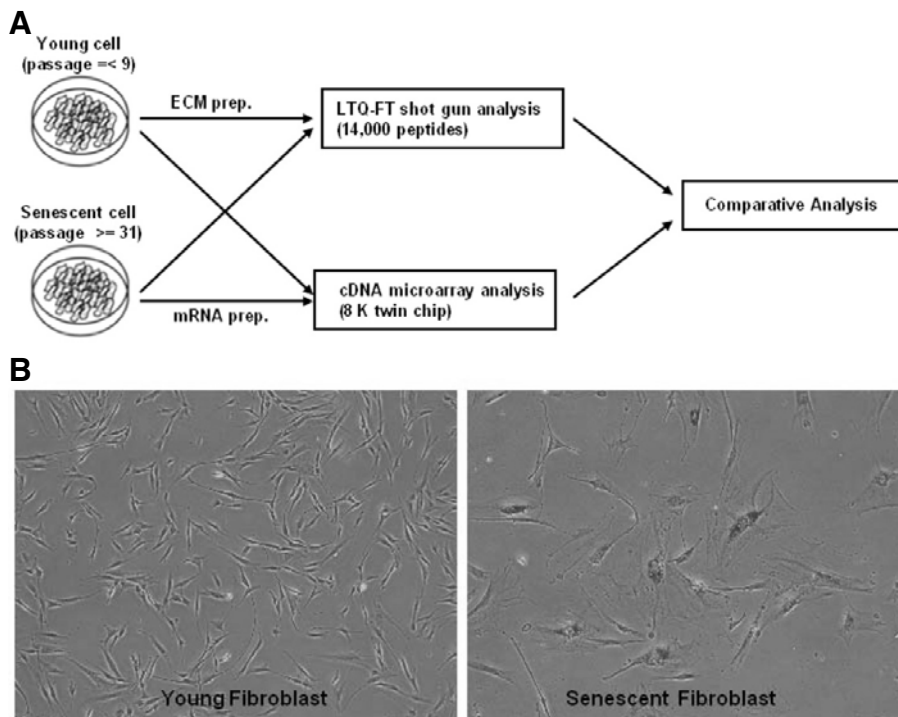 A
Young cell
(passage =< 9)
ECM prep.
LTQ-FT shot gun analysis
(14,000 peptides)
Comparative Analysis
Senescent cell
(passage >= 31)
mRNA prep.
cDNA microarray analysis
(8 K twin chip)
B
Young Fibroblast
Senescent Fibroblast